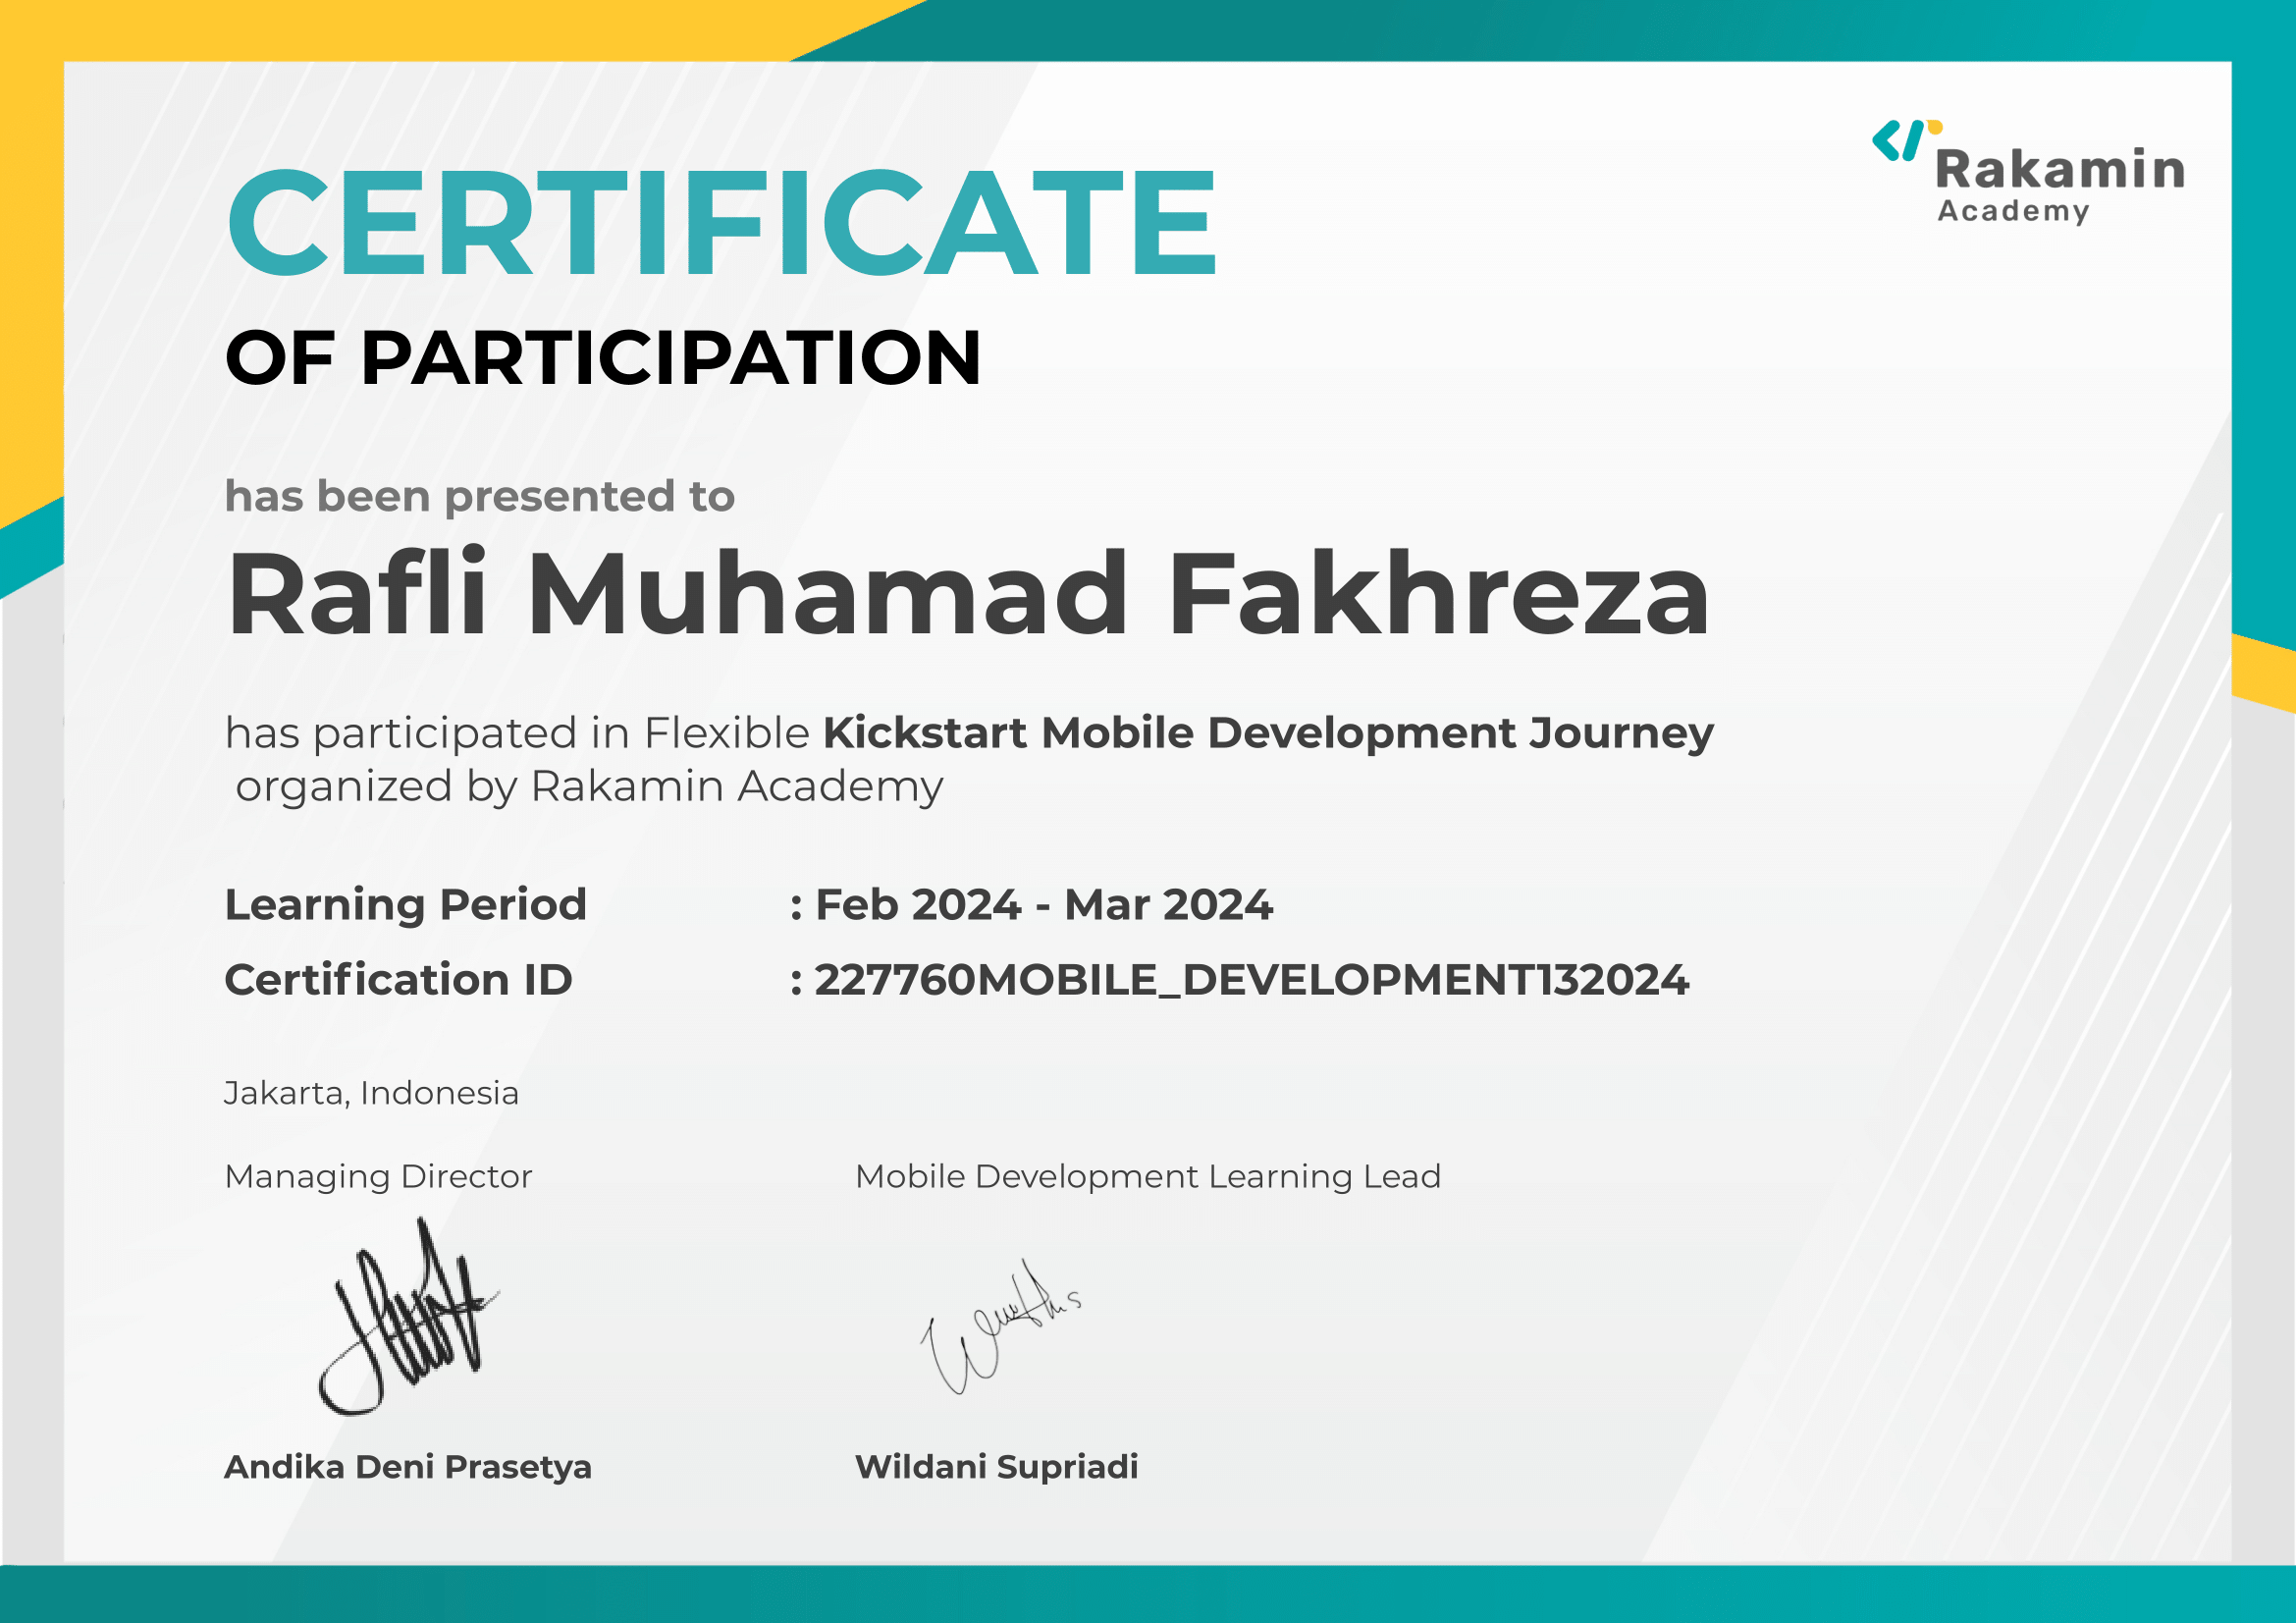 Rakamin
Academy
CERTIFICATE
OF PARTICIPATION
has been presented to
Rafli Muhamad Fakhreza
has participated in Flexible Kickstart Mobile Development Journey
organized by Rakamin Academy
Learning Period : Feb 2024 - Mar 2024
Certification ID : 227760MOBILE_DEVELOPMENT132024
Jakarta, Indonesia
Managing Director Mobile Development Learning Lead
Andika Deni Prasetya Wildani Supriadi